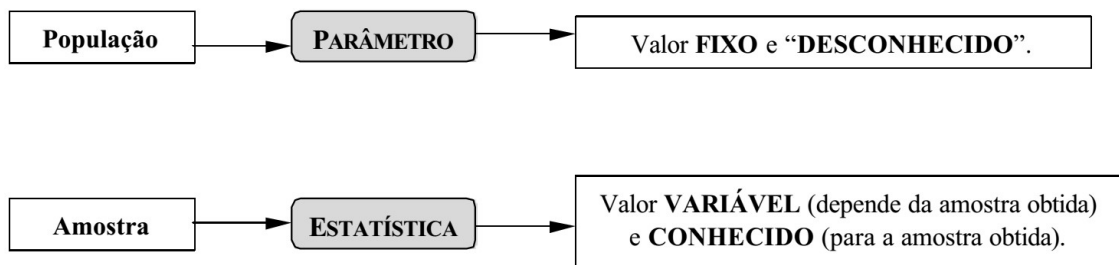 População
PARÂMETRO
Valor FIXO e “DESCONHECIDO”.
Amostra
ESTATÍSTICA
Valor VARIÁVEL (depende da amostra obtida)
e CONHECIDO (para a amostra obtida).